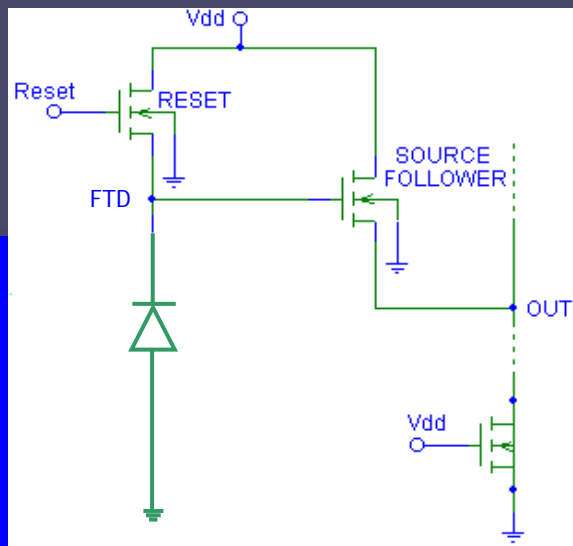 Vdd
Reset
RESET
SOURCE
FOLLOWER
FTD
OUT
Vdd